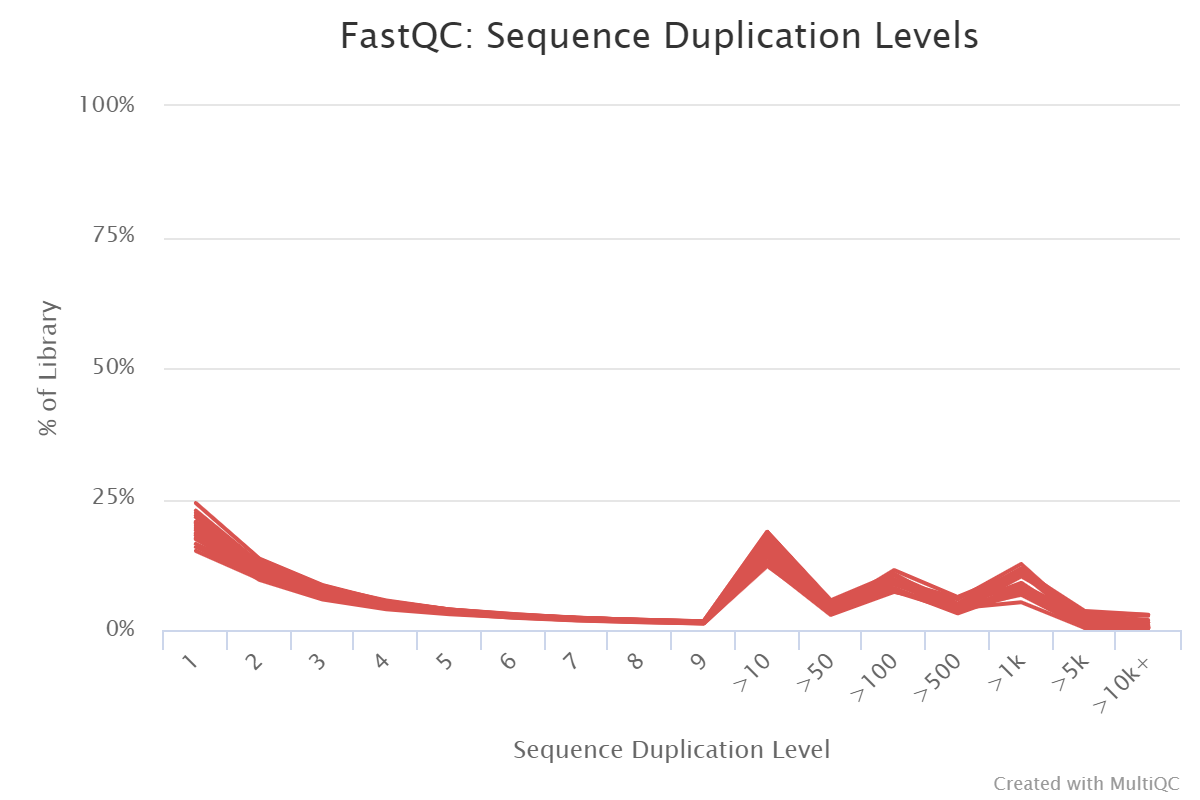 FastQC: Sequence Duplication Levels
100%
75%
50%
25%
0%
% of Library
1
2
3
4
5
6
7
8
9
>10
>50
>100
>500
>1k
>5k
>10k+
Sequence Duplication Level
Created with MultiQC